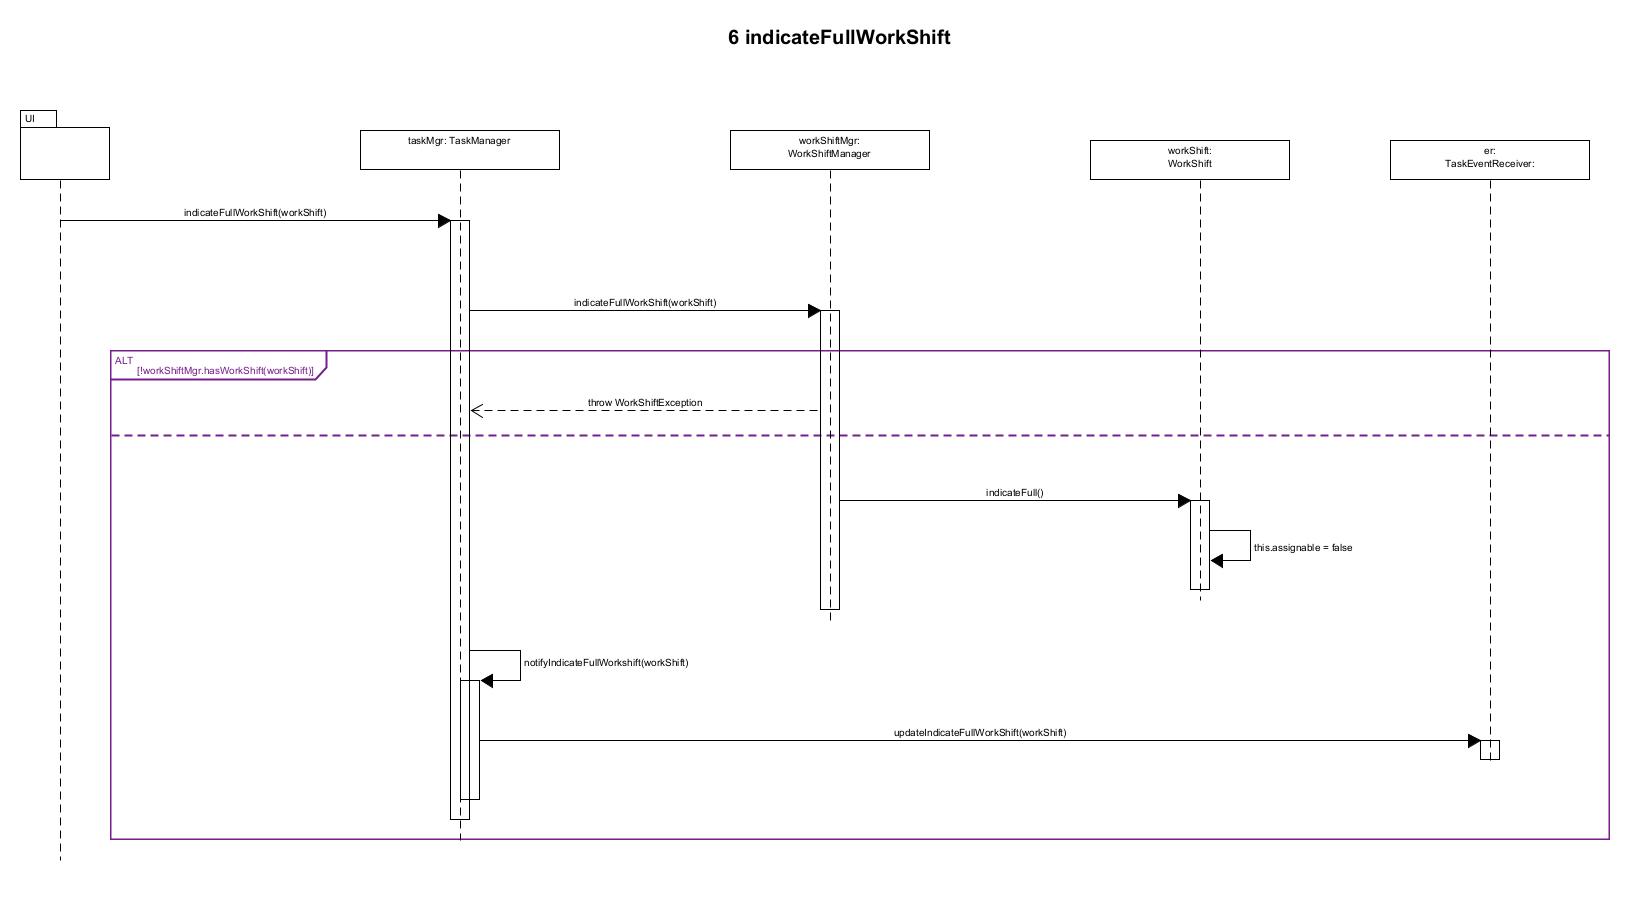 6 indicateFullWorkShift
UI
taskMgr: TaskManager
workShiftMgr:
WorkShiftManager
workShift:
WorkShift
er:
TaskEventReceiver:
indicateFullWorkShift(workShift)
indicateFullWorkShift(workShift)
ALT
[!workShiftMgr.hasWorkShift(workShift)]
throw WorkShiftException
indicateFull()
this.assignable = false
notifyIndicateFullWorkshift(workShift)
updateIndicateFullWorkShift(workShift)